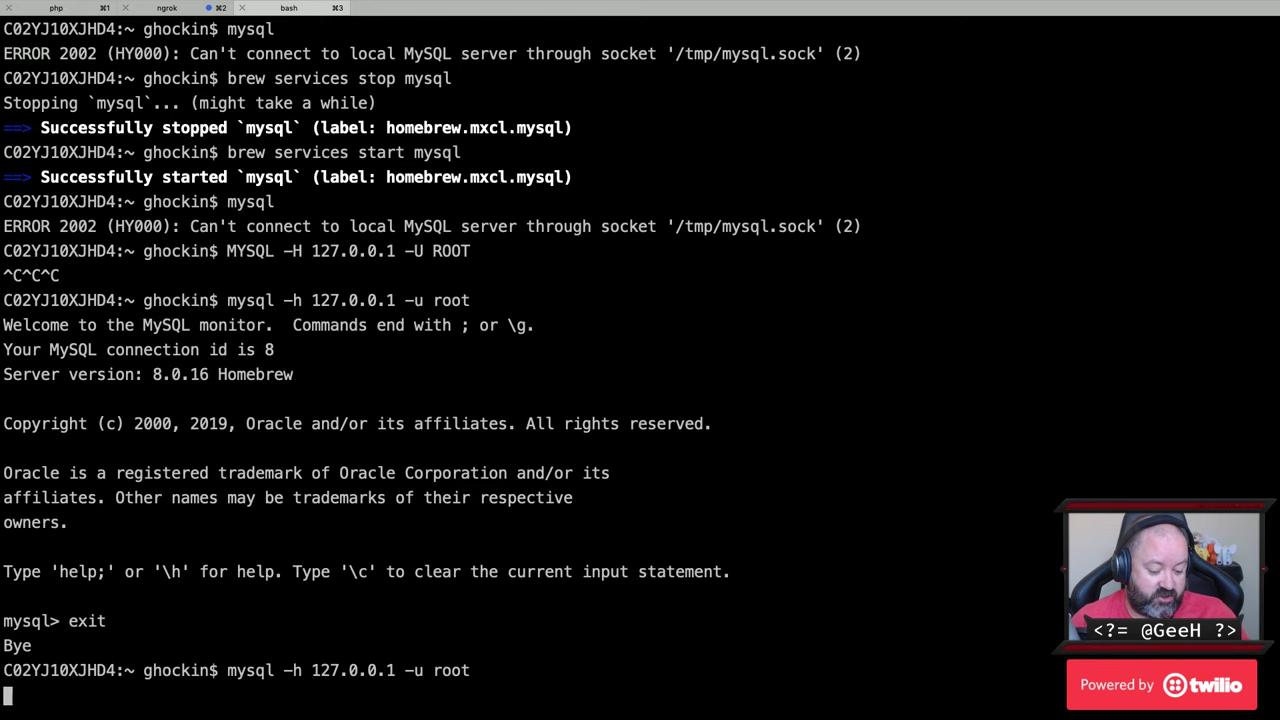 php ⌘1 ngrok ⌘2 bash ⌘3
C02YJ10XJHD4:~ ghockin$ mysql
ERROR 2002 (HY000): Can't connect to local MySQL server through socket '/tmp/mysql.sock' (2)
C02YJ10XJHD4:~ ghockin$ brew services stop mysql
Stopping `mysql`... (might take a while)
==> Successfully stopped `mysql` (label: homebrew.mxcl.mysql)
C02YJ10XJHD4:~ ghockin$ brew services start mysql
==> Successfully started `mysql` (label: homebrew.mxcl.mysql)
C02YJ10XJHD4:~ ghockin$ mysql
ERROR 2002 (HY000): Can't connect to local MySQL server through socket '/tmp/mysql.sock' (2)
C02YJ10XJHD4:~ ghockin$ MYSQL -H 127.0.0.1 -U ROOT
^C^C^C
C02YJ10XJHD4:~ ghockin$ mysql -h 127.0.0.1 -u root
Welcome to the MySQL monitor.  Commands end with ; or \g.
Your MySQL connection id is 8
Server version: 8.0.16 Homebrew
Copyright (c) 2000, 2019, Oracle and/or its affiliates. All rights reserved.
Oracle is a registered trademark of Oracle Corporation and/or its
affiliates. Other names may be trademarks of their respective
owners.
Type 'help;' or '\h' for help. Type '\c' to clear the current input statement.
mysql> exit
Bye
C02YJ10XJHD4:~ ghockin$ mysql -h 127.0.0.1 -u root
<?= @GeeH ?>
Powered by twilio